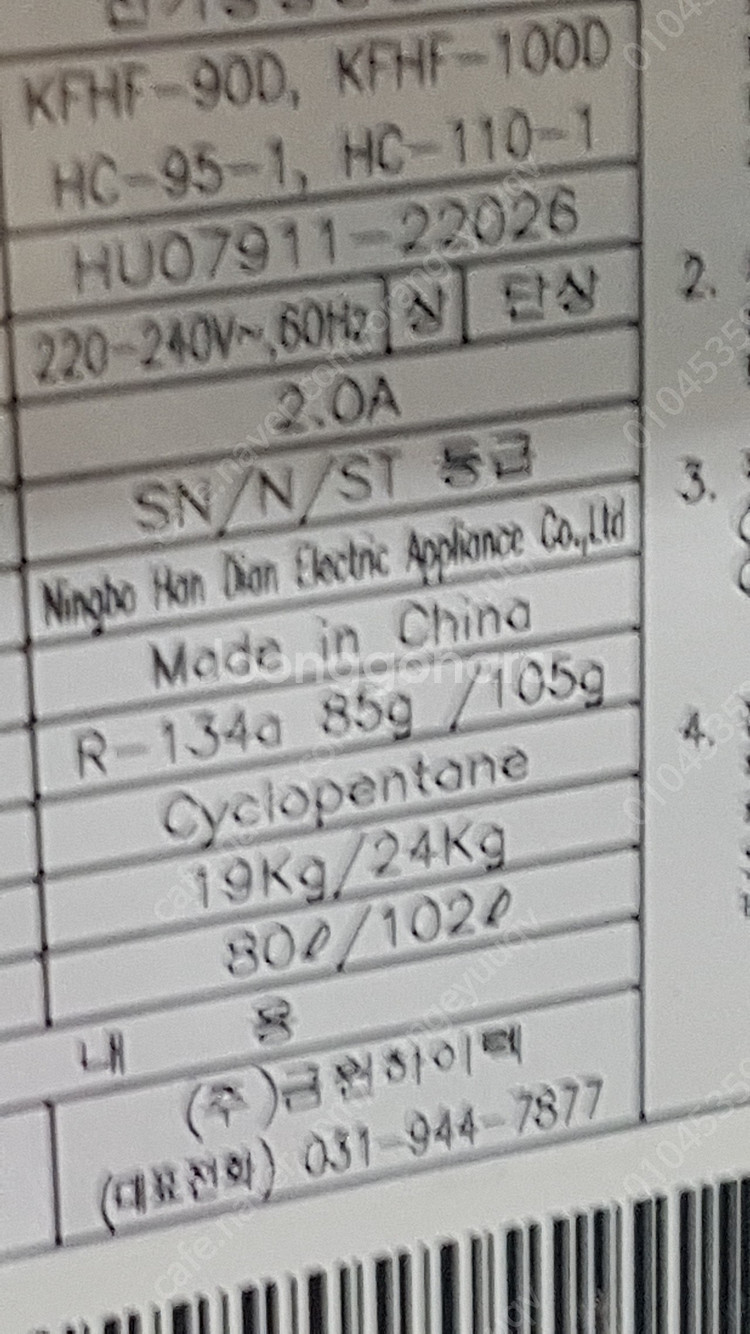 KFHF-90D, KFHF-100D
HC-95-1, HC-110-1
HU07911-22026
220-240V~,60Hz 상 단상
2.0A
SN/N/ST 등급
2.
3.
Ningbo Han Dian Electric Appliance Co.,Ltd
Made in China
R-134a 85g /105g
4.
Cyclopentane
19Kg/24Kg
80ℓ/102ℓ
내 용
(주)금원하이텍
(대표전화) 031-944-7877
joonggonara